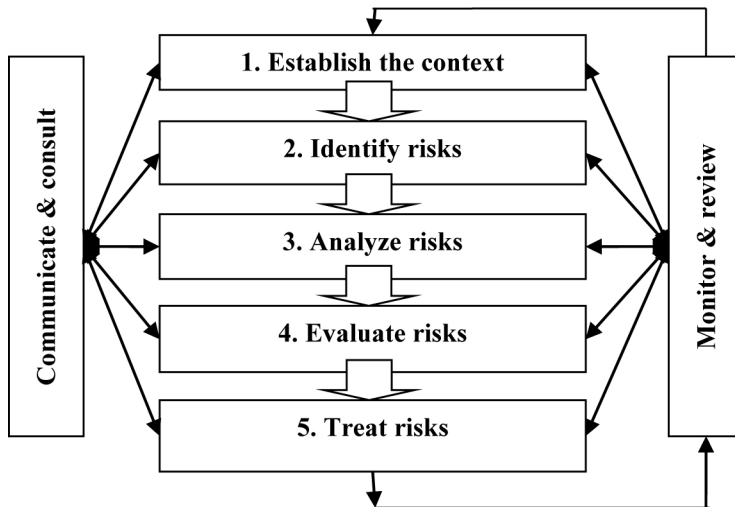 1. Establish the context
2. Identify risks
3. Analyze risks
4. Evaluate risks
5. Treat risks
Communicate & consult
Monitor & review